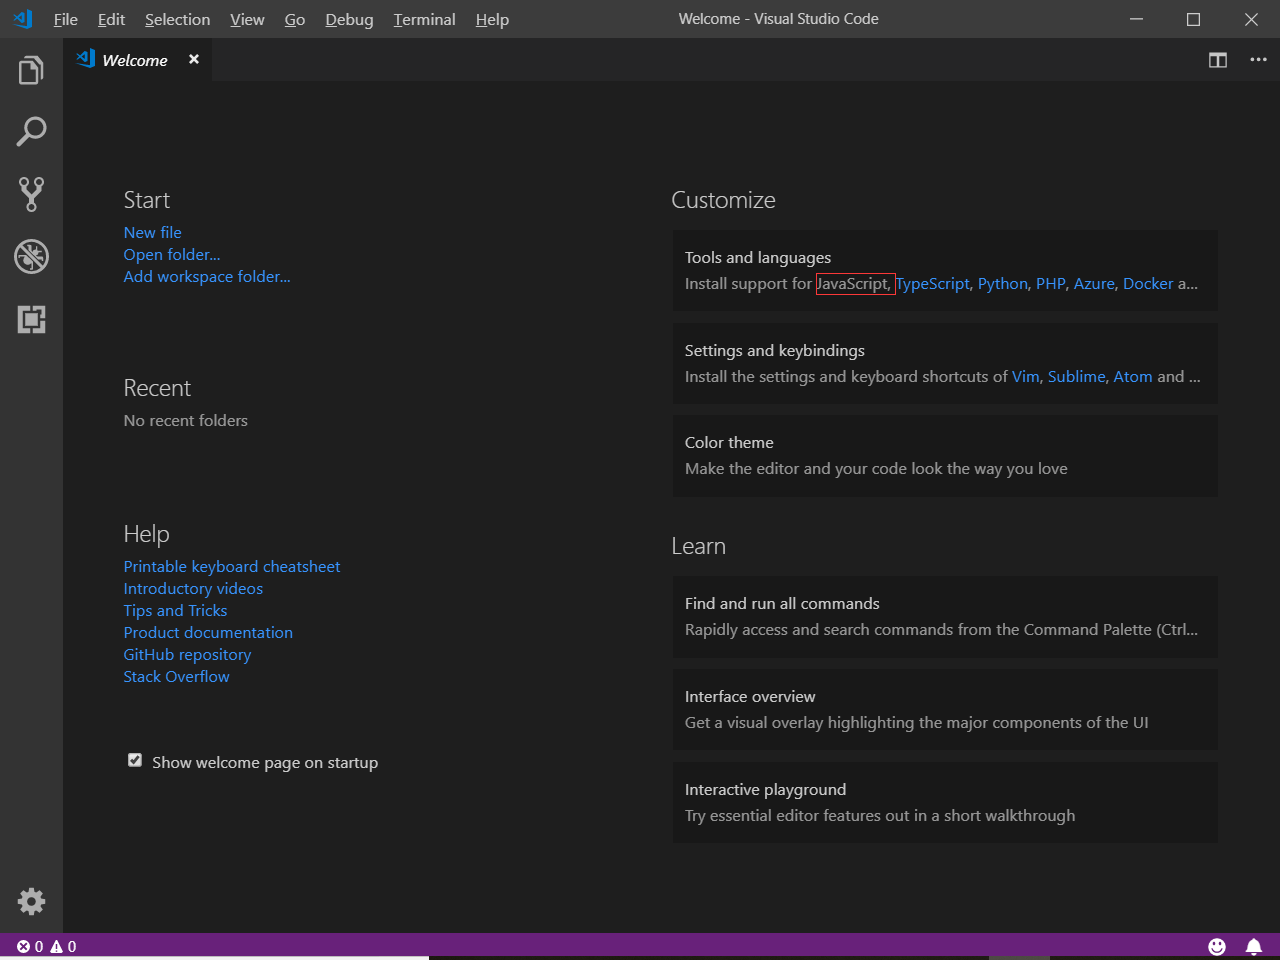 File Edit Selection View Go Debug Terminal Help Welcome - Visual Studio Code
Welcome
Start
New file
Open folder...
Add workspace folder...
Recent
No recent folders
Help
Printable keyboard cheatsheet
Introductory videos
Tips and Tricks
Product documentation
GitHub repository
Stack Overflow
Show welcome page on startup
Customize
Tools and languages
Install support for JavaScript, TypeScript, Python, PHP, Azure, Docker a...
Settings and keybindings
Install the settings and keyboard shortcuts of Vim, Sublime, Atom and ...
Color theme
Make the editor and your code look the way you love
Learn
Find and run all commands
Rapidly access and search commands from the Command Palette (Ctrl...
Interface overview
Get a visual overlay highlighting the major components of the UI
Interactive playground
Try essential editor features out in a short walkthrough
0 0